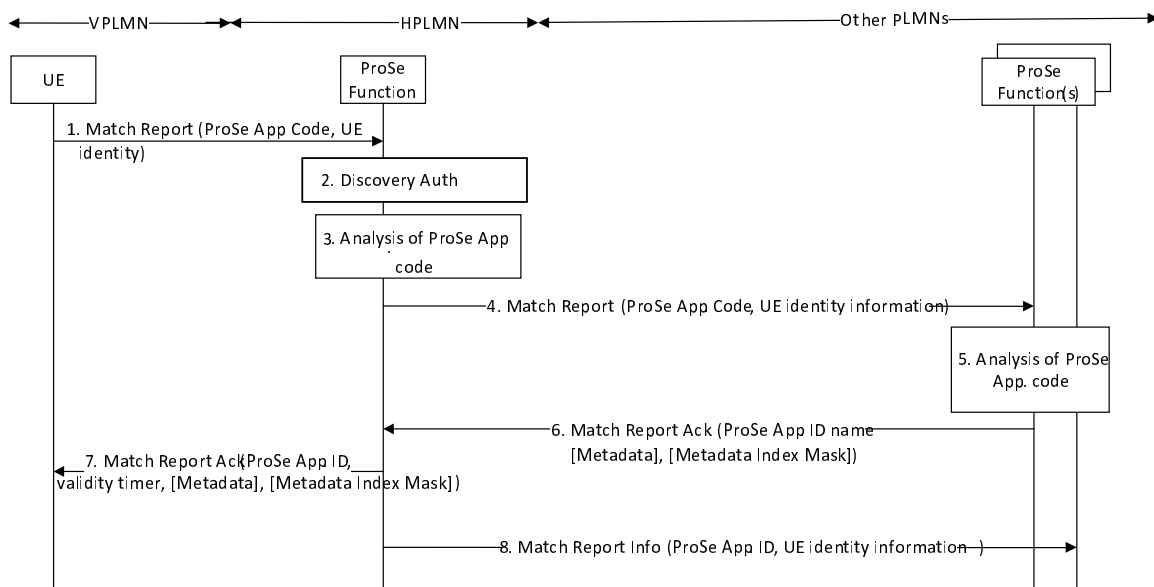 VPLMN
HPLMN
Other PLMNs
UE
ProSe
Function
ProSe
Function(s)
1. Match Report (ProSe App Code, UE
identity)
2. Discovery Auth
3. Analysis of ProSe App
code
4. Match Report (ProSe App Code, UE identity information)
5. Analysis of ProSe
App. code
6. Match Report Ack (ProSe App ID name
[Metadata], [Metadata Index Mask])
7. Match Report Ack(ProSe App ID,
validity timer, [Metadata], [Metadata Index Mask])
8. Match Report Info (ProSe App ID, UE identity information )